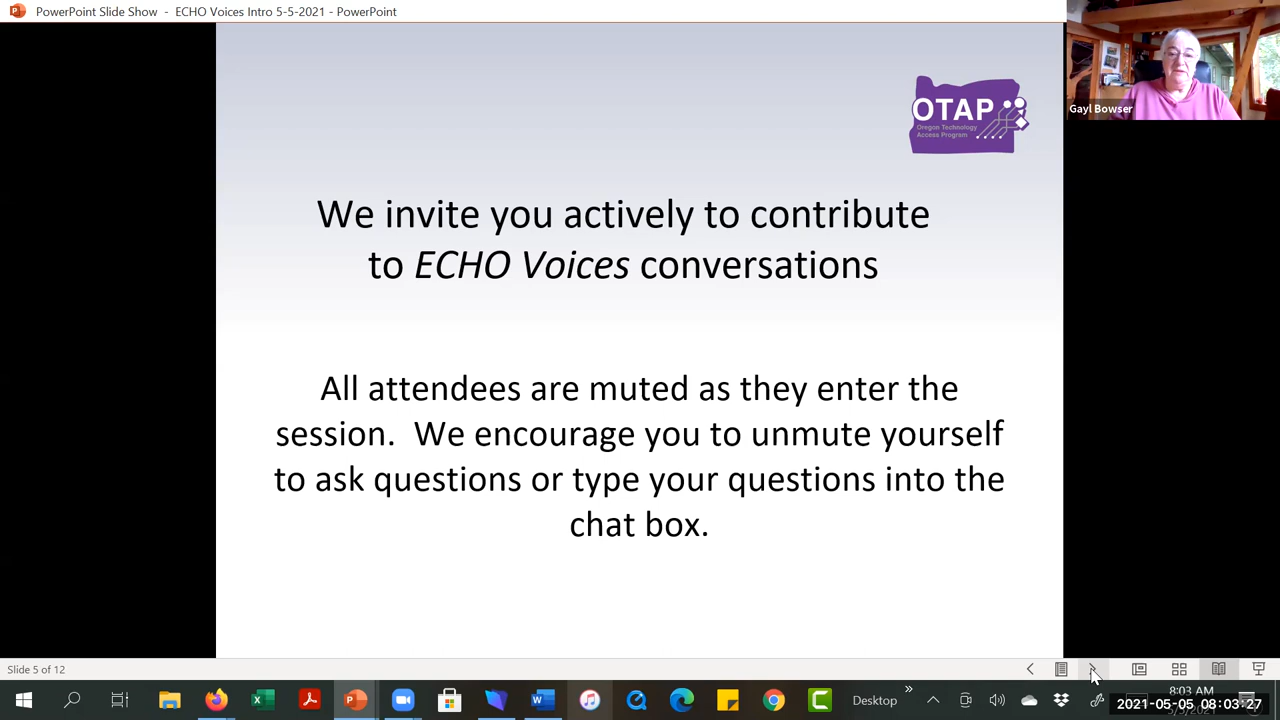 PowerPoint Slide Show - ECHO Voices Intro 5-5-2021 - PowerPoint
OTAP
Oregon Technology
Access Program
Gayl Bowser
We invite you actively to contribute
to ECHO Voices conversations
All attendees are muted as they enter the
session. We encourage you to unmute yourself
to ask questions or type your questions into the
chat box.
Slide 5 of 12
Desktop
8:03 AM
2021-05-05 08:03:27